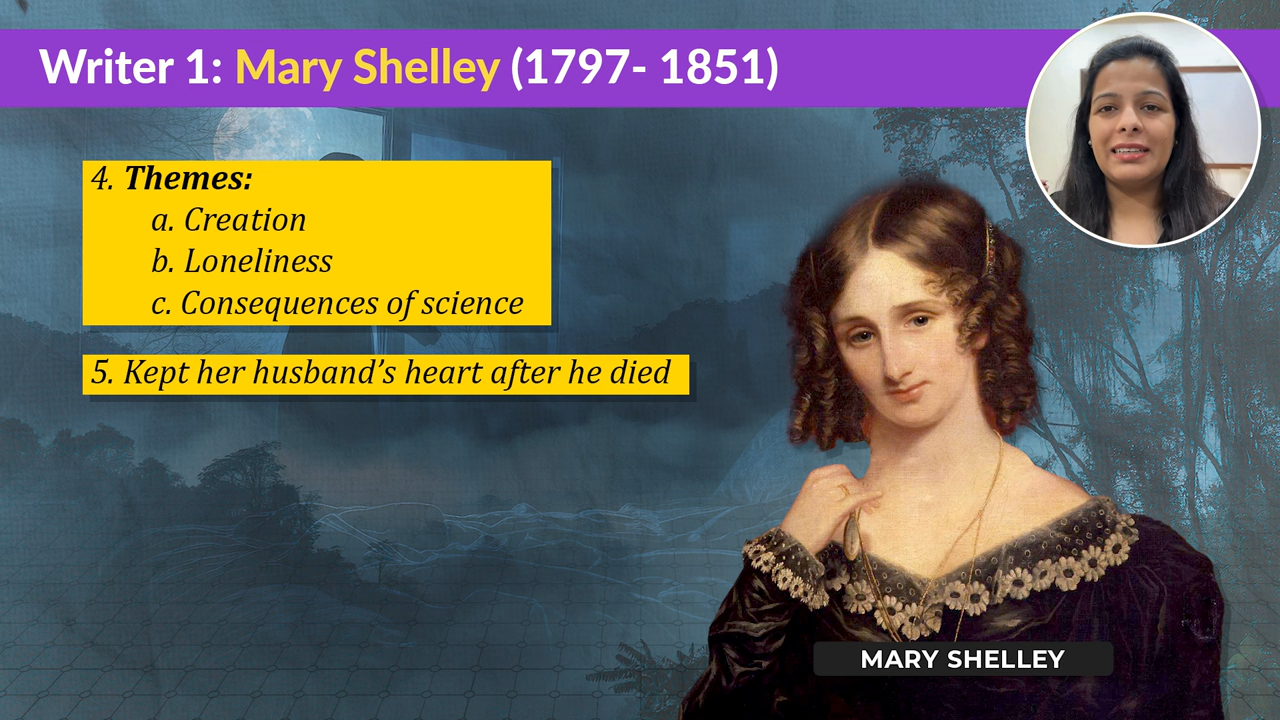 Writer 1: Mary Shelley (1797- 1851)
4. Themes:
a. Creation
b. Loneliness
c. Consequences of science
5. Kept her husband’s heart after he died
MARY SHELLEY